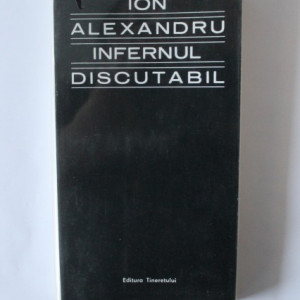 ION
ALEXANDRU
INFERNUL
DISCUTABIL
Editura Tineretului